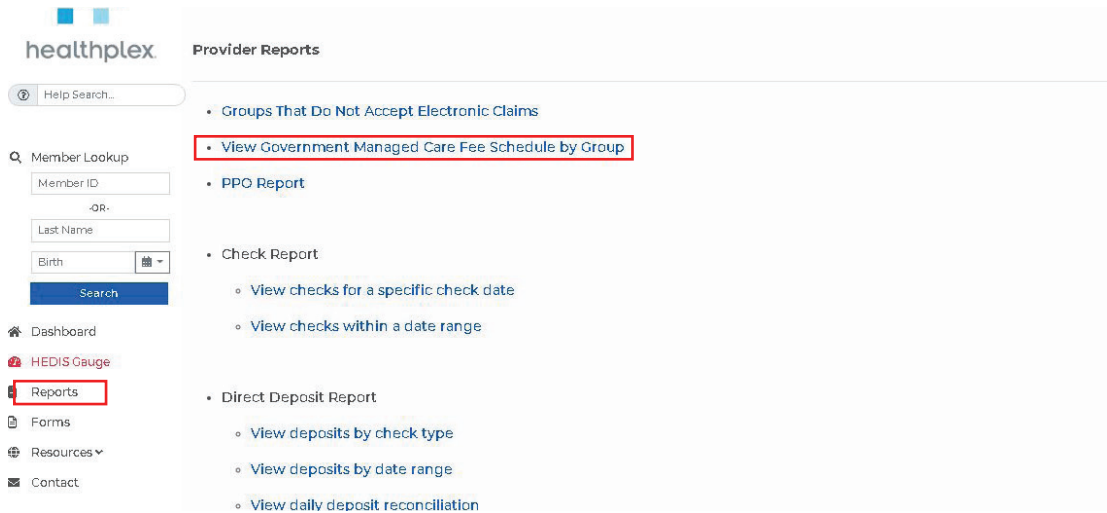 healthplex.
Help Search...
Member Lookup
Member ID
-OR-
Last Name
Birth
Search
Dashboard
HEDIS Gauge
Reports
Forms
Resources
Contact
Provider Reports
Groups That Do Not Accept Electronic Claims
View Government Managed Care Fee Schedule by Group
PPO Report
Check Report
View checks for a specific check date
View checks within a date range
Direct Deposit Report
View deposits by check type
View deposits by date range
View daily deposit reconciliation